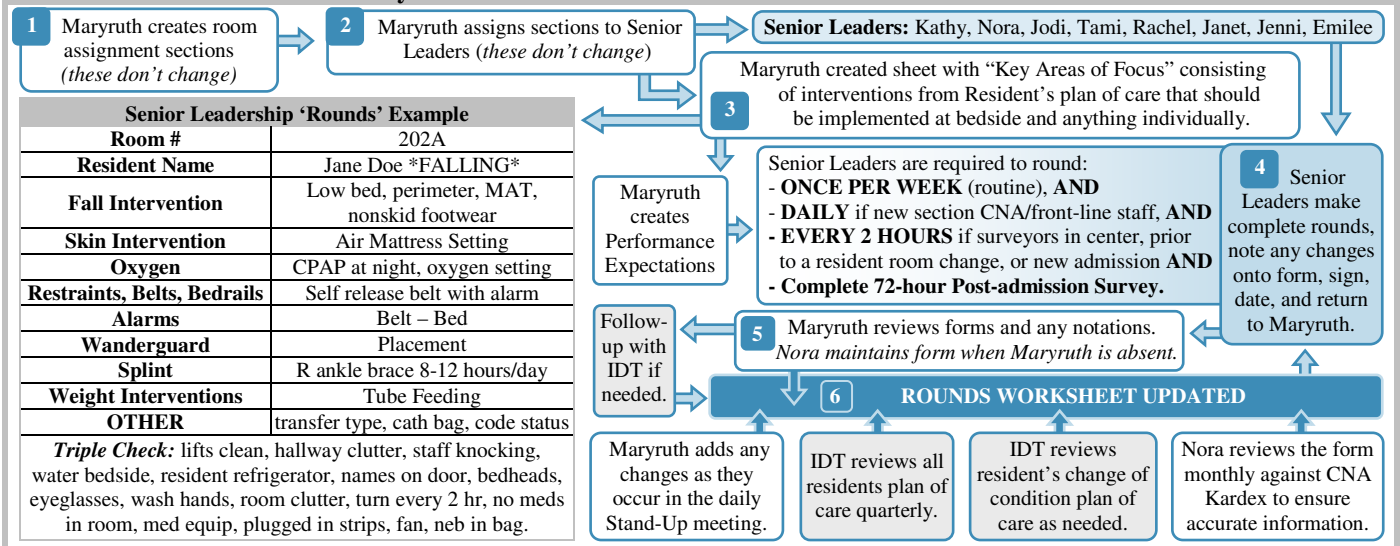 1
Maryruth creates room
assignment sections
(these don't change)
2
Maryruth assigns sections to Senior
Leaders (these don't change)
Senior Leaders: Kathy, Nora, Jodi, Tami, Rachel, Janet, Jenni, Emilee
Maryruth created sheet with “Key Areas of Focus” consisting
of interventions from Resident's plan of care that should
be implemented at bedside and anything individually.
3
Senior Leadership ‘Rounds’ Example
Room # 202A
Resident Name Jane Doe *FALLING*
Fall Intervention Low bed, perimeter, MAT,
nonskid footwear
Skin Intervention Air Mattress Setting
Oxygen CPAP at night, oxygen setting
Restraints, Belts, Bedrails Self release belt with alarm
Alarms Belt – Bed
Wanderguard Placement
Splint R ankle brace 8-12 hours/day
Weight Interventions Tube Feeding
OTHER transfer type, cath bag, code status
Triple Check: lifts clean, hallway clutter, staff knocking,
water bedside, resident refrigerator, names on door, bedheads,
eyeglasses, wash hands, room clutter, turn every 2 hr, no meds
in room, med equip, plugged in strips, fan, neb in bag.
Maryruth
creates
Performance
Expectations
Senior Leaders are required to round:
- ONCE PER WEEK (routine), AND
- DAILY if new section CNA/front-line staff, AND
- EVERY 2 HOURS if surveyors in center, prior
to a resident room change, or new admission AND
- Complete 72-hour Post-admission Survey.
4
Senior
Leaders make
complete rounds,
note any changes
onto form, sign,
date, and return
to Maryruth.
5
Maryruth reviews forms and any notations.
Nora maintains form when Maryruth is absent.
Follow-
up with
IDT if
needed.
6 ROUNDS WORKSHEET UPDATED
Maryruth adds any
changes as they
occur in the daily
Stand-Up meeting.
IDT reviews all
residents plan of
care quarterly.
IDT reviews
resident's change of
condition plan of
care as needed.
Nora reviews the form
monthly against CNA
Kardex to ensure
accurate information.